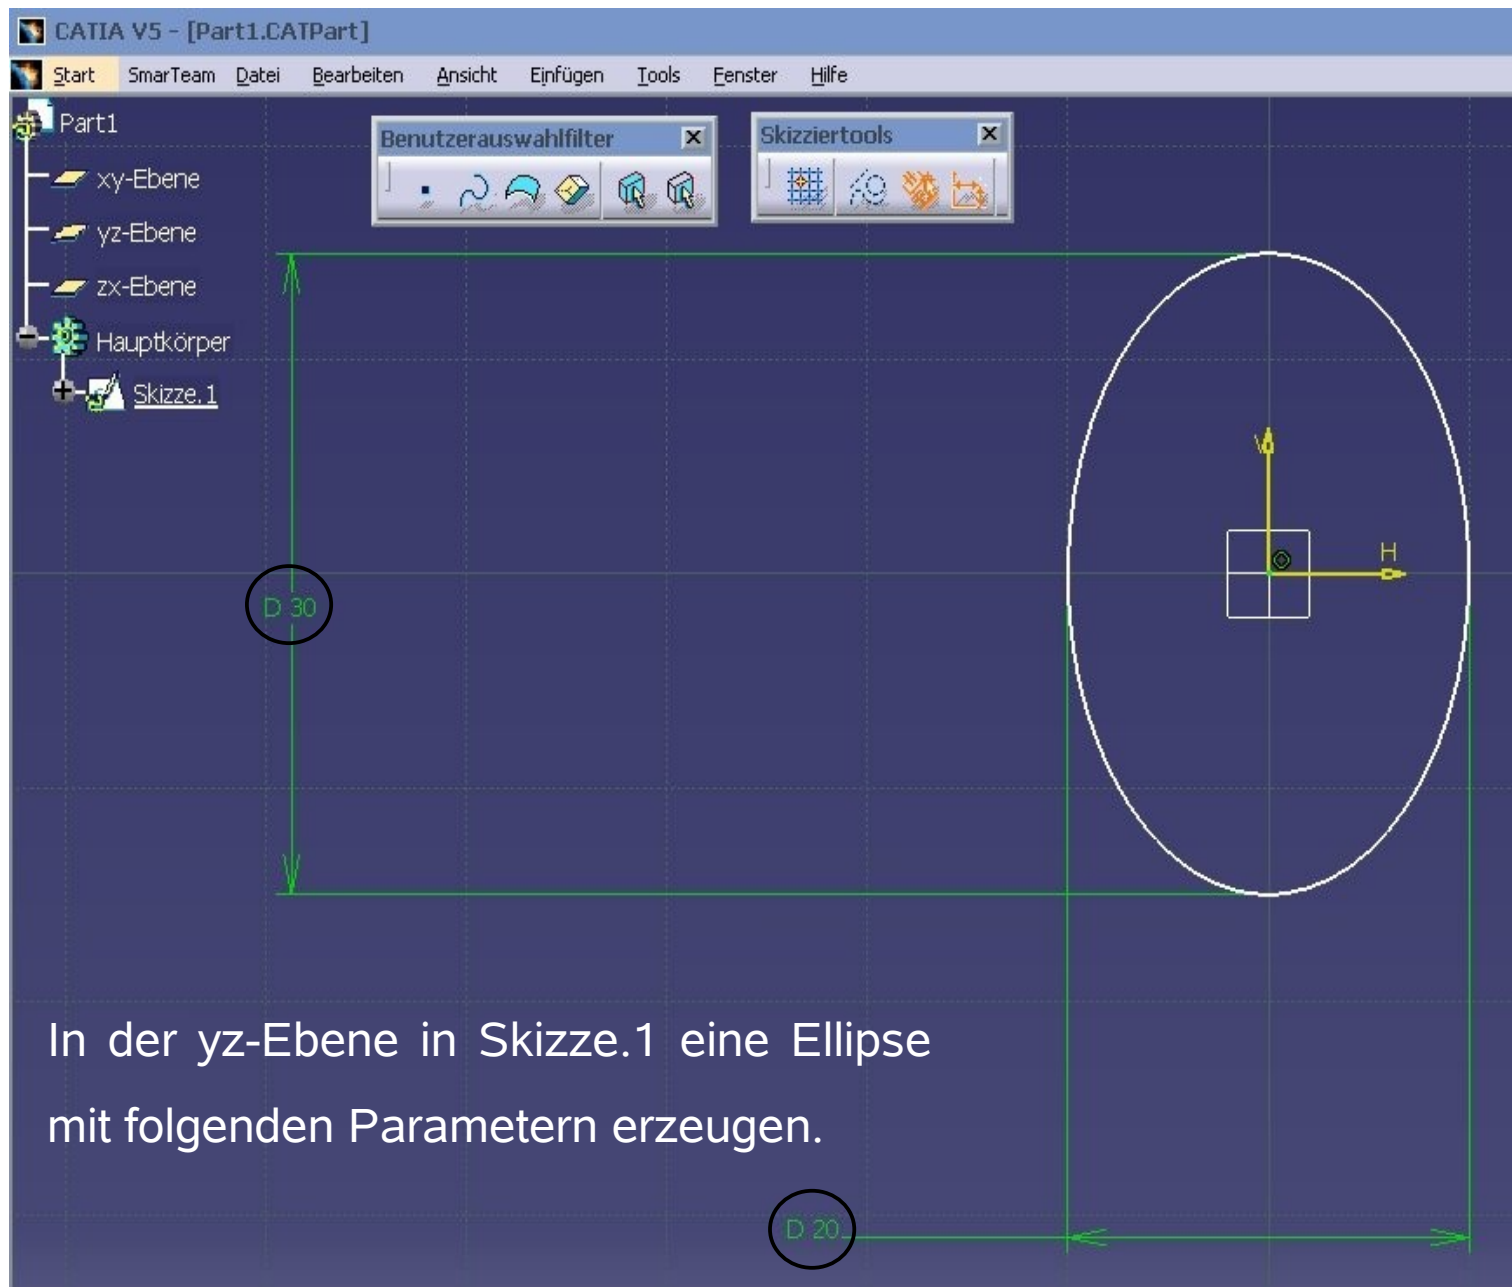 CATIA V5 - [Part1.CATPart]
Start SmarTeam Datei Bearbeiten Ansicht Einfügen Tools Fenster Hilfe
Part1
Benutzerauswahlfilter
Skizziertools
xy-Ebene
yz-Ebene
zx-Ebene
Hauptkörper
Skizze.1
V
H
D 30
In der yz-Ebene in Skizze.1 eine Ellipse
mit folgenden Parametern erzeugen.
D 20